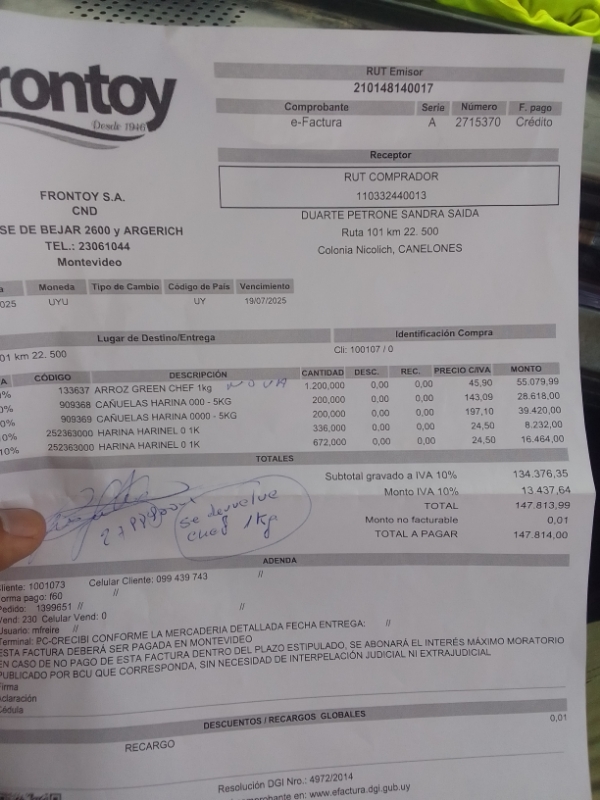 rontoy
Desde 1946
FRONTOY S.A.
CND
SE DE BEJAR 2600 y ARGERICH
TEL.: 23061044
Montevideo
RUT Emisor
210148140017
Comprobante Serie Número F. pago
e-Factura A 2715370 Crédito
Receptor
RUT COMPRADOR
110332440013
DUARTE PETRONE SANDRA SAIDA
Ruta 101 km 22. 500
Colonia Nicolich, CANELONES
a Moneda Tipo de Cambio Código de País Vencimiento
025 UYU UY 19/07/2025
Lugar de Destino/Entrega Identificación Compra
01 km 22. 500 Cli: 100107 / 0
A CÓDIGO DESCRIPCIÓN CANTIDAD DESC. REC. PRECIO C/IVA MONTO
% 133637 ARROZ GREEN CHEF 1kg 1.200,000 0,00 0,00 45,90 55.079,99
0% 909368 CAÑUELAS HARINA 000 - 5KG 200,000 0,00 0,00 143,09 28.618,00
0% 909369 CAÑUELAS HARINA 0000 - 5KG 200,000 0,00 0,00 197,10 39.420,00
10% 252363000 HARINA HARINEL 0 1K 336,000 0,00 0,00 24,50 8.232,00
10% 252363000 HARINA HARINEL 0 1K 672,000 0,00 0,00 24,50 16.464,00
TOTALES
Subtotal gravado a IVA 10% 134.376,35
Monto IVA 10% 13 437,64
TOTAL 147.813,99
Monto no facturable 0,01
TOTAL A PAGAR 147.814,00
se devuelve
chef 1kg
ADENDA
Cliente: 1001073 Celular Cliente: 099 439 743 //
Forma pago: f60 //
Pedido: 1399651 // //
Vend: 230 Celular Vend: 0
Usuario: mfreire //
Terminal: PC-CRECIBI CONFORME LA MERCADERIA DETALLADA FECHA ENTREGA: //
ESTA FACTURA DEBERÁ SER PAGADA EN MONTEVIDEO
EN CASO DE NO PAGO DE ESTA FACTURA DENTRO DEL PLAZO ESTIPULADO, SE ABONARÁ EL INTERÉS MÁXIMO MORATORIO
PUBLICADO POR BCU QUE CORRESPONDA, SIN NECESIDAD DE INTERPELACIÓN JUDICIAL NI EXTRAJUDICIAL
Firma
Aclaración
Cédula
DESCUENTOS / RECARGOS GLOBALES
RECARGO 0,01
Resolución DGI Nro.: 4972/2014
comprobante en: www.efactura.dgi.gub.uy